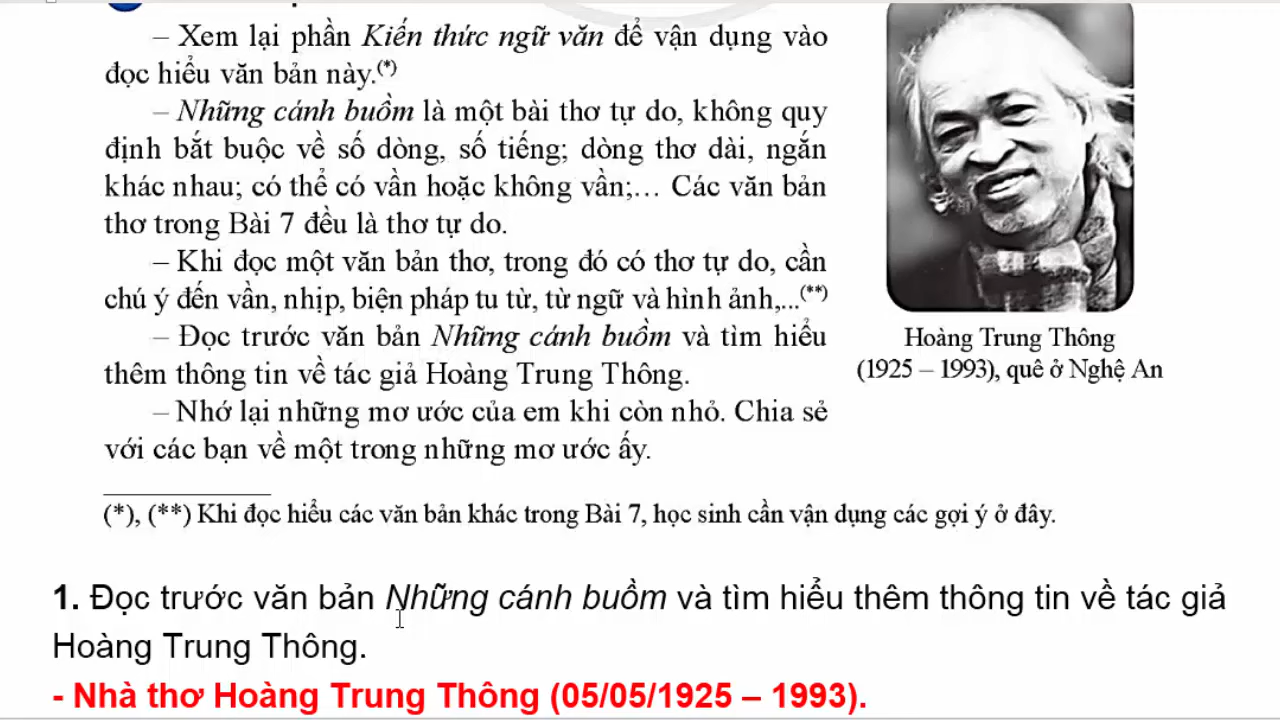 – Xem lại phần Kiến thức ngữ văn để vận dụng vào
đọc hiểu văn bản này.(*)
– Những cánh buồm là một bài thơ tự do, không quy
định bắt buộc về số dòng, số tiếng; dòng thơ dài, ngắn
khác nhau; có thể có vần hoặc không vần;... Các văn bản
thơ trong Bài 7 đều là thơ tự do.
– Khi đọc một văn bản thơ, trong đó có thơ tự do, cần
chú ý đến vần, nhịp, biện pháp tu từ, từ ngữ và hình ảnh,...(**)
– Đọc trước văn bản Những cánh buồm và tìm hiểu
thêm thông tin về tác giả Hoàng Trung Thông.
– Nhớ lại những mơ ước của em khi còn nhỏ. Chia sẻ
với các bạn về một trong những mơ ước ấy.
Hoàng Trung Thông
(1925 – 1993), quê ở Nghệ An
(*), (**) Khi đọc hiểu các văn bản khác trong Bài 7, học sinh cần vận dụng các gợi ý ở đây.
1. Đọc trước văn bản Những cánh buồm và tìm hiểu thêm thông tin về tác giả
Hoàng Trung Thông.
- Nhà thơ Hoàng Trung Thông (05/05/1925 – 1993).